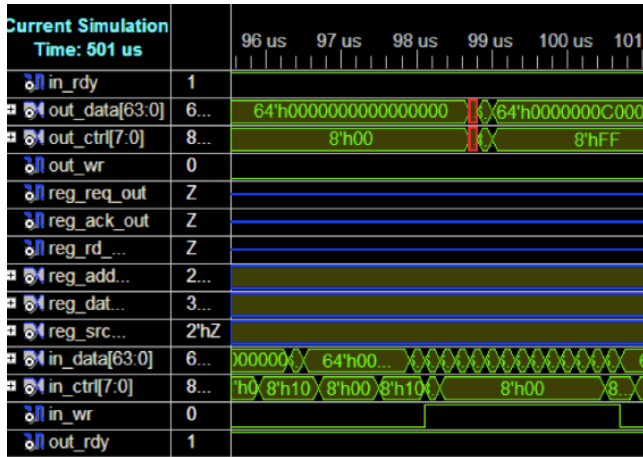 Current Simulation
Time: 501 us
96 us 97 us 98 us 99 us 100 us 101
in_rdy 1
out_data[63:0] 6... 64'h0000000000000000 64'h0000000C000
out_ctrl[7:0] 8... 8'h00 8'hFF
out_wr 0
reg_req_out Z
reg_ack_out Z
reg_rd_... Z
reg_add... 2...
reg_dat... 3...
reg_src... 2'hZ
in_data[63:0] 6... 000000 64'h00...
in_ctrl[7:0] 8... 'h0 8'h10 8'h00 8'h10 8'h00 8...
in_wr 0
out_rdy 1